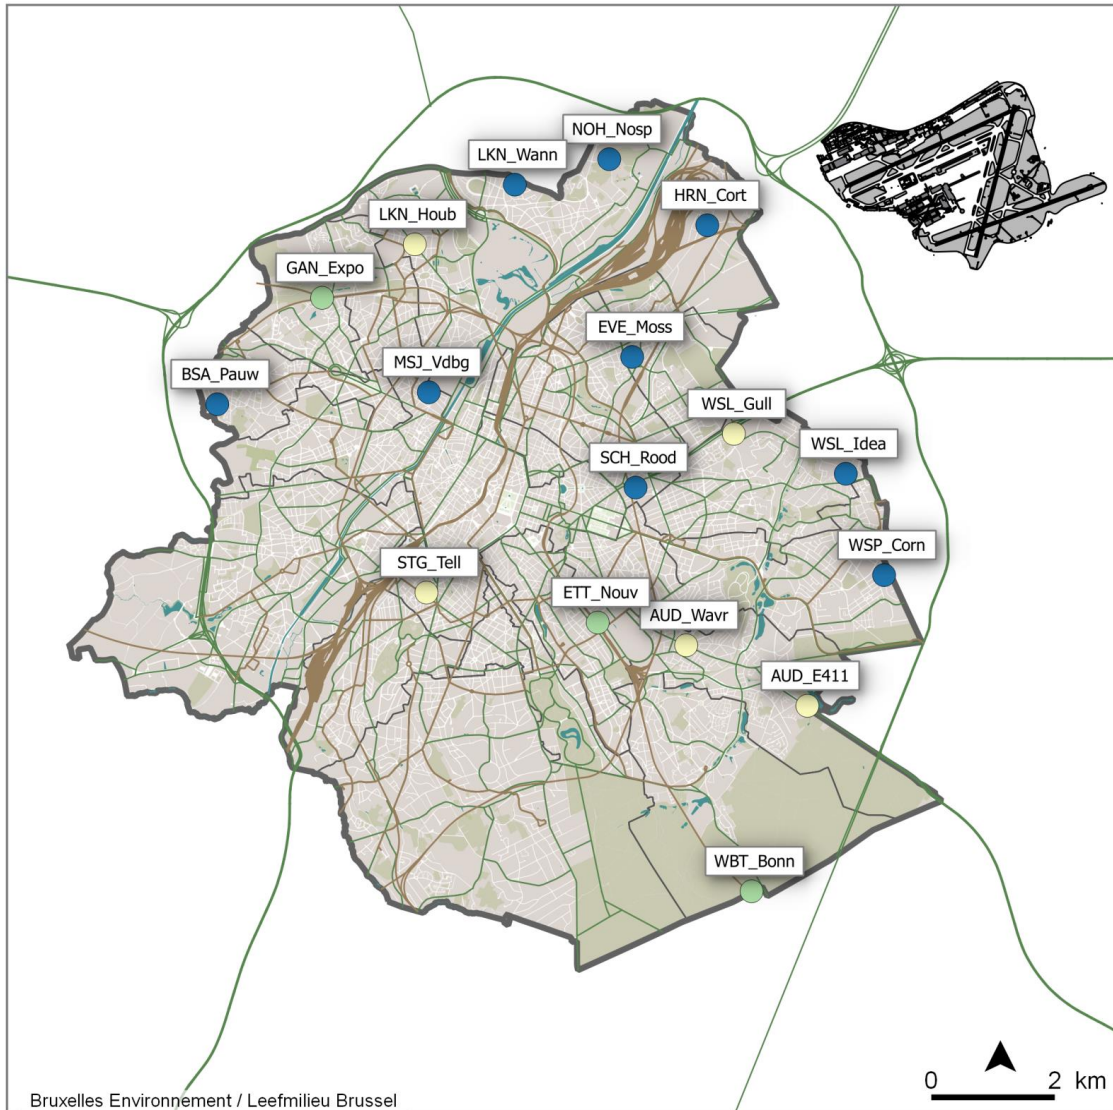 NOH_Nosp
LKN_Wann
HRN_Cort
LKN_Houb
GAN_Expo
EVE_Moss
MSJ_Vdbg
BSA_Pauw
WSL_Gull
WSL_Idea
SCH_Rood
WSP_Corn
STG_Tell
ETT_Nouv
AUD_Wavr
AUD_E411
WBT_Bonn
0 2 km
Bruxelles Environnement / Leefmilieu Brussel